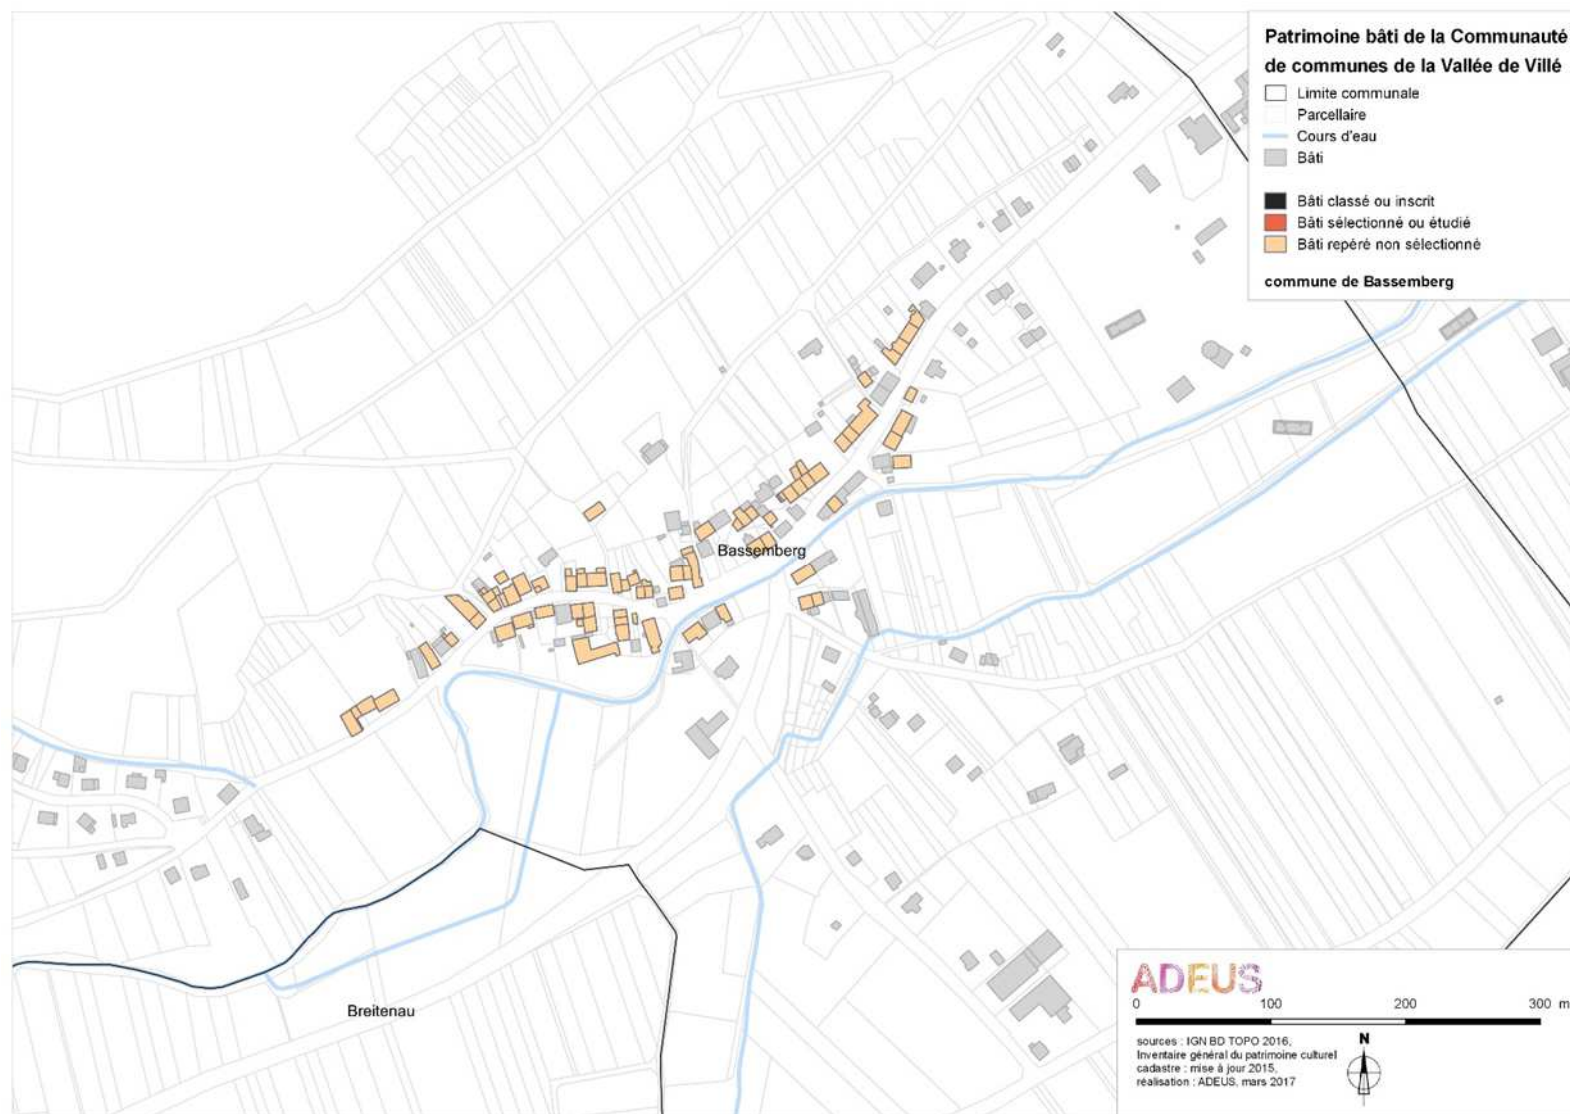 Patrimoine bâti de la Communauté
de communes de la Vallée de Villé
Limite communale
Parcellaire
Cours d'eau
Bâti
Bâti classé ou inscrit
Bâti sélectionné ou étudié
Bâti repéré non sélectionné
commune de Bassemberg
Bassemberg
Breitenau
ADEUS
0 100 200 300 m
sources : IGN BD TOPO 2016,
Inventaire général du patrimoine culturel
cadastre : mise à jour 2015,
réalisation : ADEUS, mars 2017
N